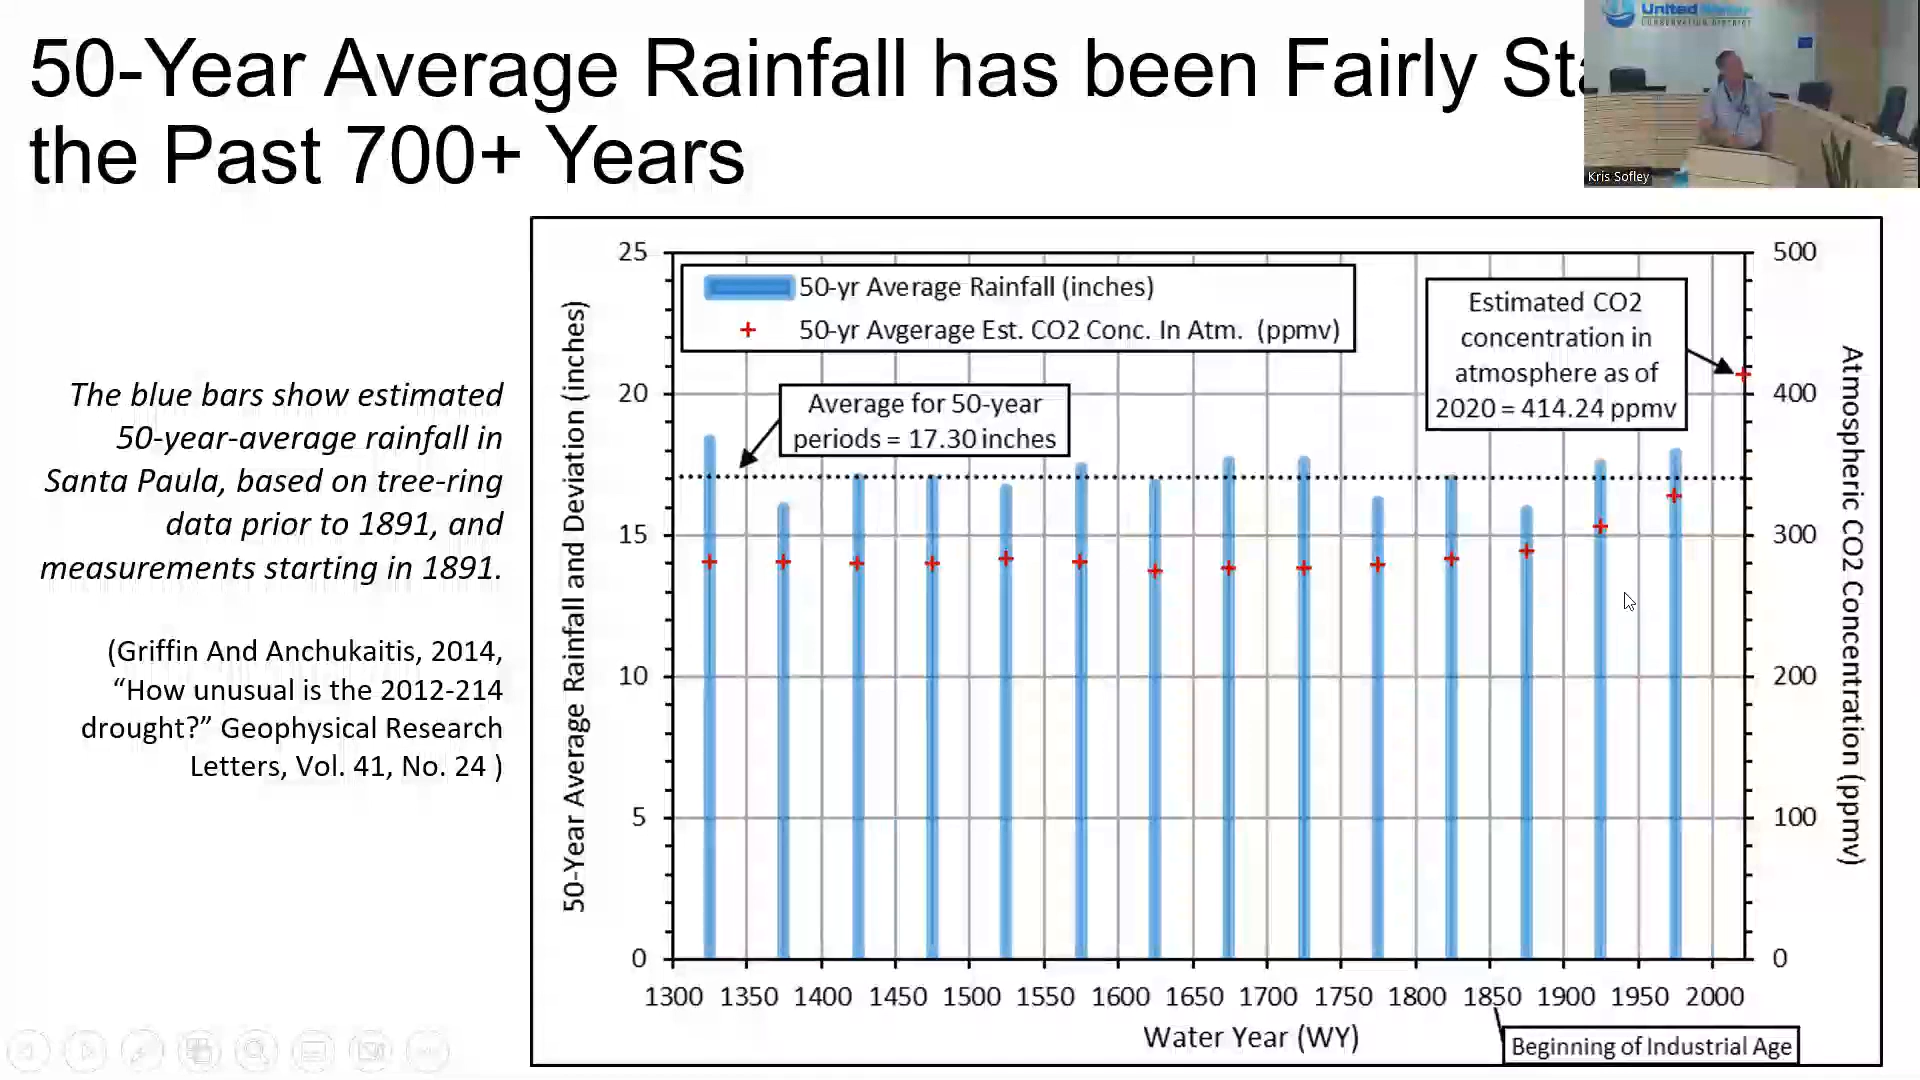 50-Year Average Rainfall has been Fairly
the Past 700+ Years
United Water
CONSERVATION DISTRICT
Kris Sofley
The blue bars show estimated
50-year-average rainfall in
Santa Paula, based on tree-ring
data prior to 1891, and
measurements starting in 1891.
(Griffin And Anchukaitis, 2014,
“How unusual is the 2012-214
drought?” Geophysical Research
Letters, Vol. 41, No. 24 )
50-yr Average Rainfall (inches)
50-yr Avgerage Est. CO2 Conc. In Atm. (ppmv)
Average for 50-year
periods = 17.30 inches
Estimated CO2
concentration in
atmosphere as of
2020 = 414.24 ppmv
50-Year Average Rainfall and Deviation (inches)
25
20
15
10
5
0
500
400
300
200
100
0
Atmospheric CO2 Concentration (ppmv)
1300 1350 1400 1450 1500 1550 1600 1650 1700 1750 1800 1850 1900 1950 2000
Water Year (WY)
Beginning of Industrial Age